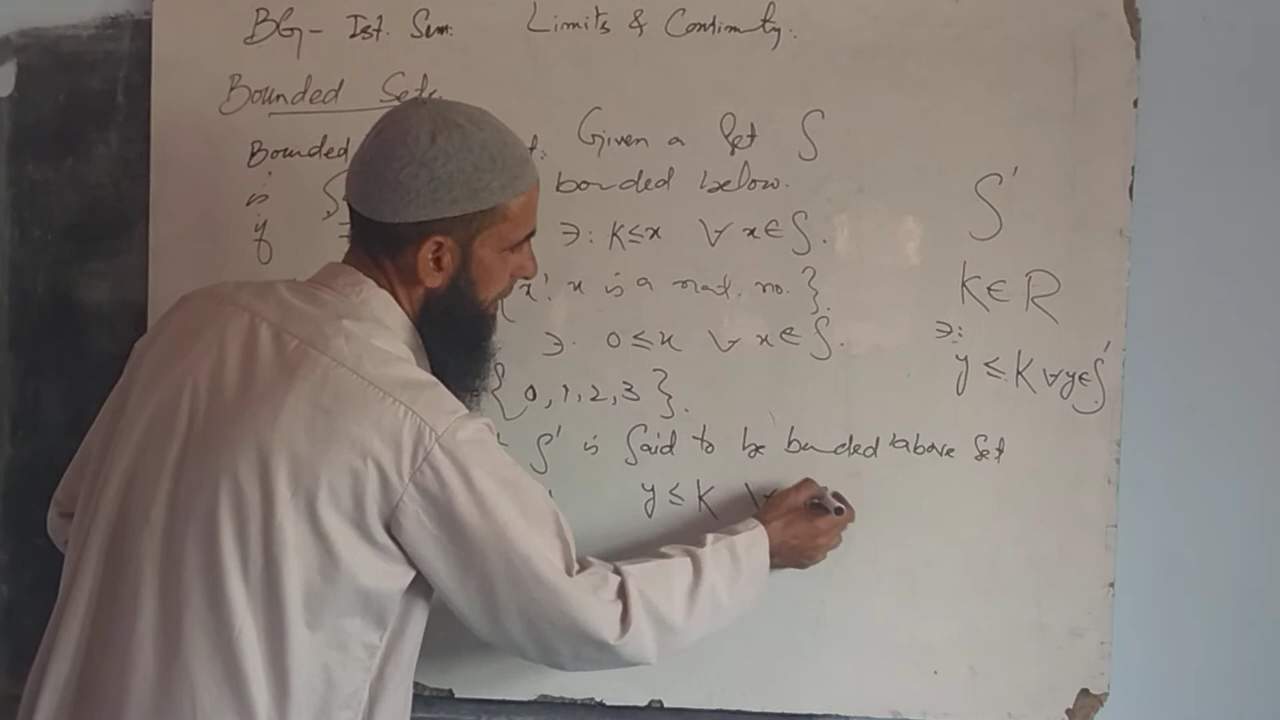 BG - Ist. Sem. Limits & Continuity.
Bounded Sets.
Bounded Given a Set S
is S bounded below.
if ∋: K≤x ∀ x∈S.
x: x is a nat. no.}.
∋ 0≤x ∀ x∈S.
{0,1,2,3}.
S' is Said to be bounded above Set
y≤K ∀
S'
K∈R
∋:
y≤K ∀y∈S'